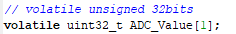 // volatile unsigned 32bits
volatile uint32_t ADC_Value[1];